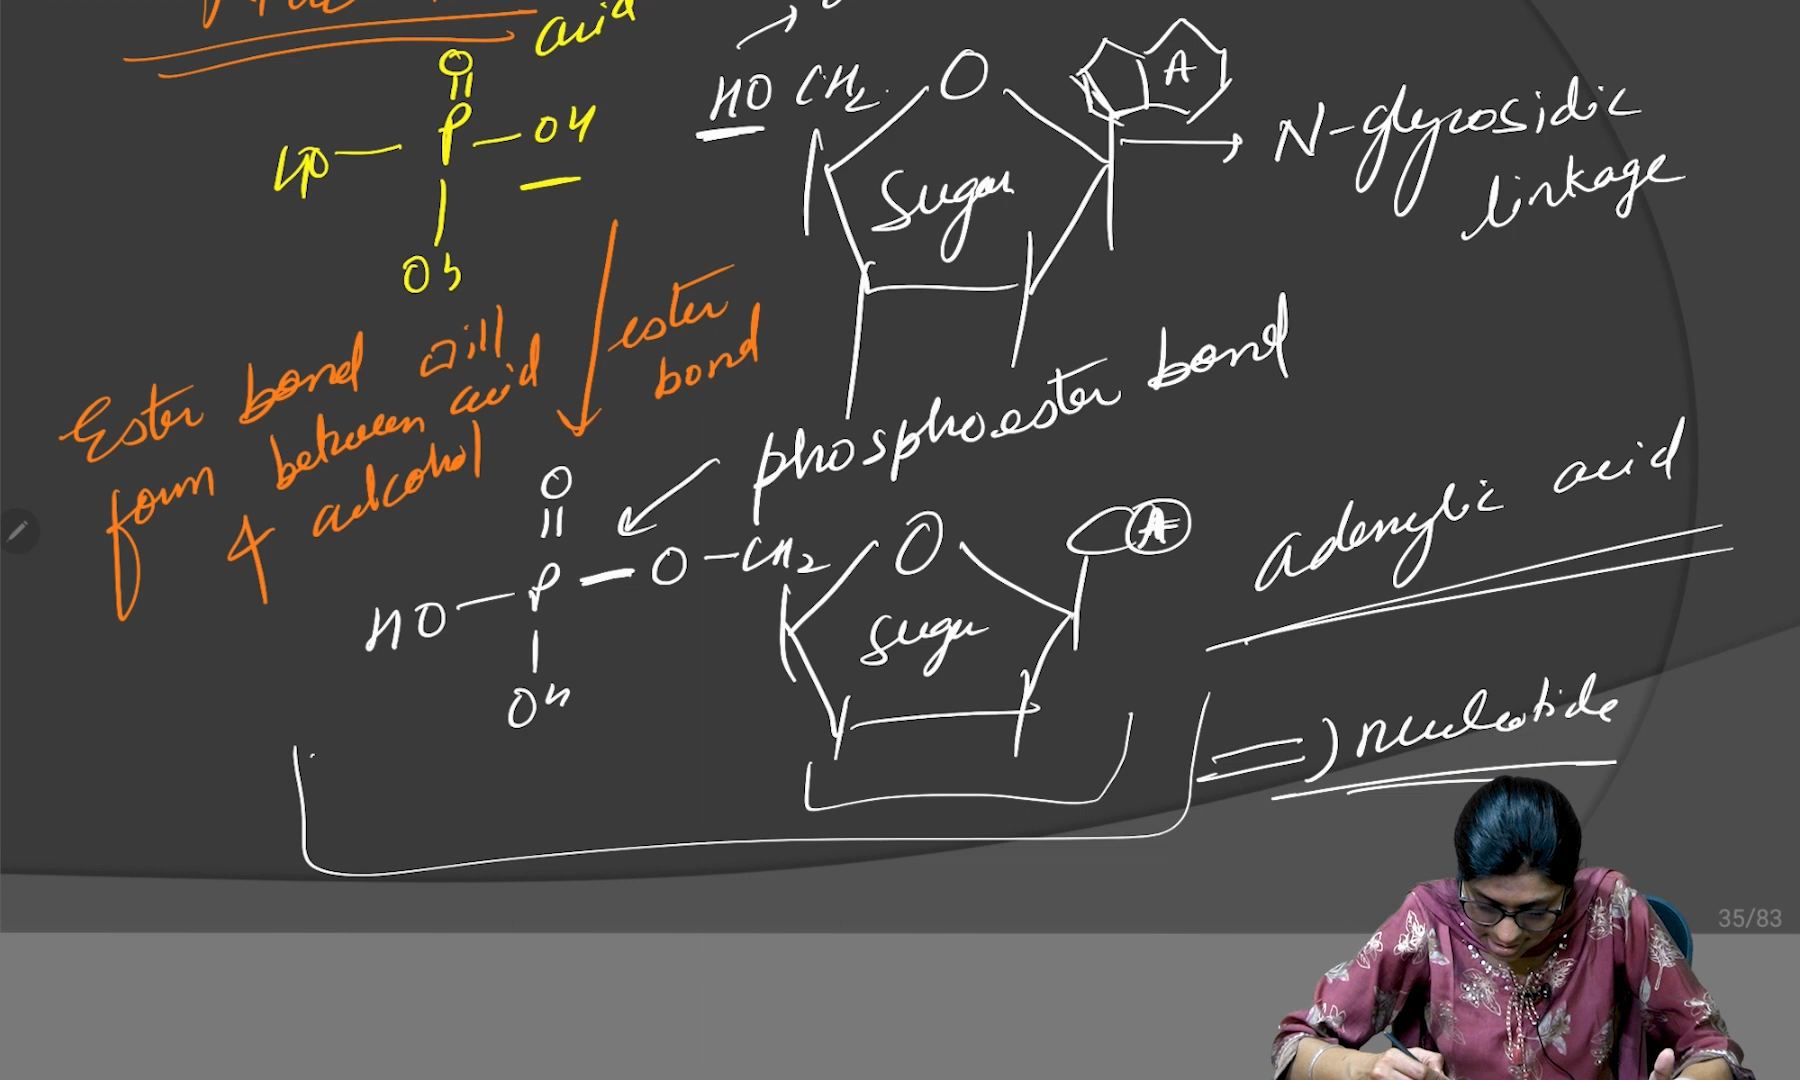 acid
O
HO CH2 O A
P OH
HO
Sugar
N-glycosidic
linkage
OH
ester
bond
Ester bond will
form between acid
& adcohol
phosphoester bond
O
HO-P-O-CH2 O A
OH
Sugar
adenylic acid
=) nucleotide
35/83